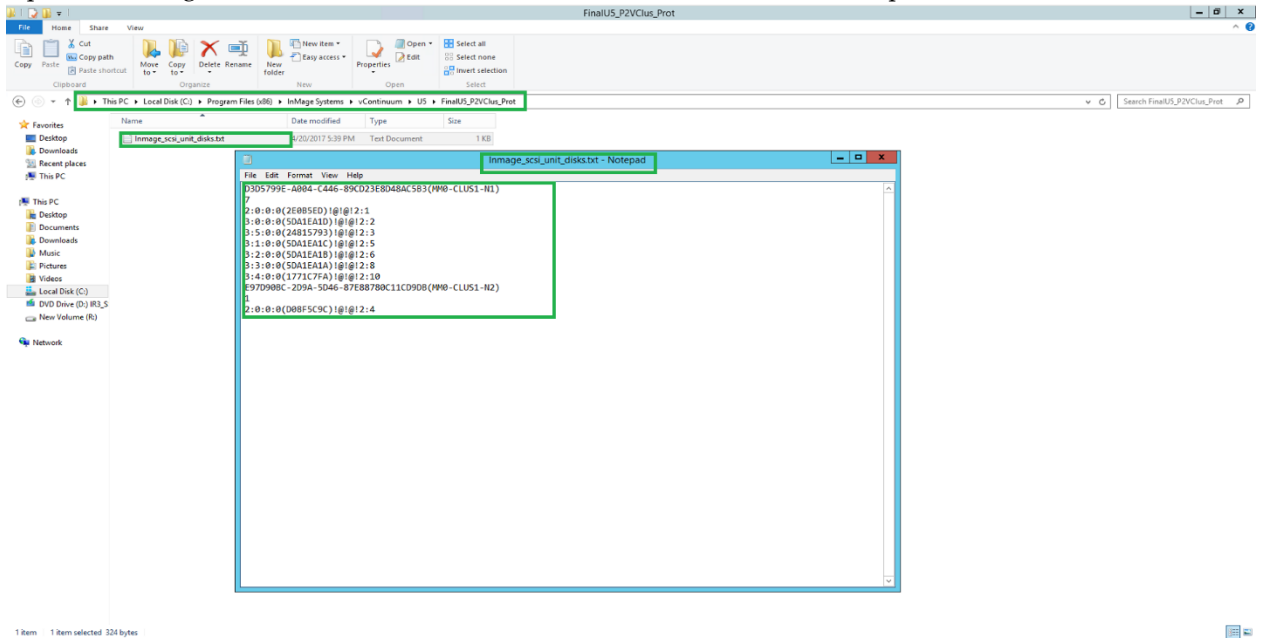 FinalU5_P2VClus_Prot
File Home Share View
Copy
Paste
Cut
Copy path
Paste shortcut
Move to
Copy to
Delete
Rename
New folder
New item
Easy access
Properties
Open
Edit
Select all
Select none
Invert selection
Clipboard
Organize
New
Open
Select
This PC Local Disk (C:) Program Files (x86) InMage Systems vContinuum U5 FinalU5_P2VClus_Prot
Search FinalU5_P2VClus_Prot
Name Date modified Type Size
Inmage_scsi_unit_disks.txt 4/20/2017 5:39 PM Text Document 1 KB
Favorites
Desktop
Downloads
Recent places
This PC
This PC
Desktop
Documents
Downloads
Music
Pictures
Videos
Local Disk (C:)
DVD Drive (D:) IR3_S
New Volume (R:)
Network
Inmage_scsi_unit_disks.txt - Notepad
File Edit Format View Help
D3D5799E-A004-C446-89CD23E8D48AC5B3(MM0-CLUS1-N1)
7
2:0:0:0(2E0B5ED)!@!@!2:1
3:0:0:0(5DA1EA1D)!@!@!2:2
3:5:0:0(24815793)!@!@!2:3
3:1:0:0(5DA1EA1C)!@!@!2:5
3:2:0:0(5DA1EA1B)!@!@!2:6
3:3:0:0(5DA1EA1A)!@!@!2:8
3:4:0:0(1771C7FA)!@!@!2:10
E97D90BC-2D9A-5D46-87E88780C11CD9DB(MM0-CLUS1-N2)
1
2:0:0:0(D08F5C9C)!@!@!2:4
1 item 1 item selected 324 bytes